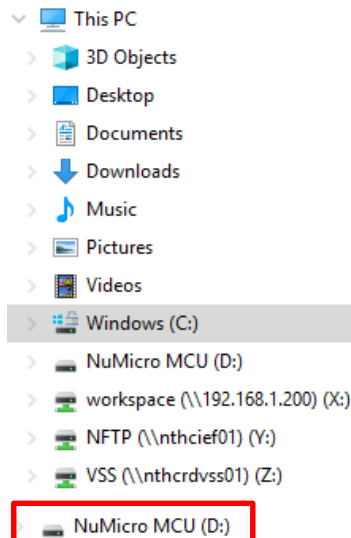 This PC
3D Objects
Desktop
Documents
Downloads
Music
Pictures
Videos
Windows (C:)
NuMicro MCU (D:)
workspace (\\192.168.1.200) (X:)
NFTP (\\nthcief01) (Y:)
VSS (\\nthcrdvss01) (Z:)
NuMicro MCU (D:)